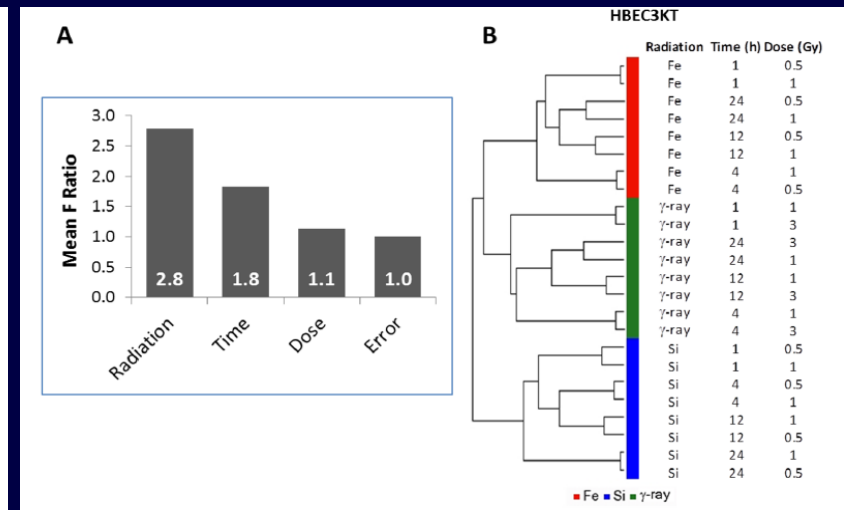 A
Mean F Ratio
3.0
2.5
2.0
1.5
1.0
0.5
0.0
2.8
1.8
1.1
1.0
Radiation
Time
Dose
Error
HBEC3KT
B
Radiation Time (h) Dose (Gy)
Fe 1 0.5
Fe 1 1
Fe 24 0.5
Fe 24 1
Fe 12 0.5
Fe 12 1
Fe 4 1
Fe 4 0.5
γ-ray 1 1
γ-ray 1 3
γ-ray 24 3
γ-ray 24 1
γ-ray 12 1
γ-ray 12 3
γ-ray 4 1
γ-ray 4 3
Si 1 0.5
Si 1 1
Si 4 0.5
Si 4 1
Si 12 1
Si 12 0.5
Si 24 1
Si 24 0.5
Fe Si γ-ray